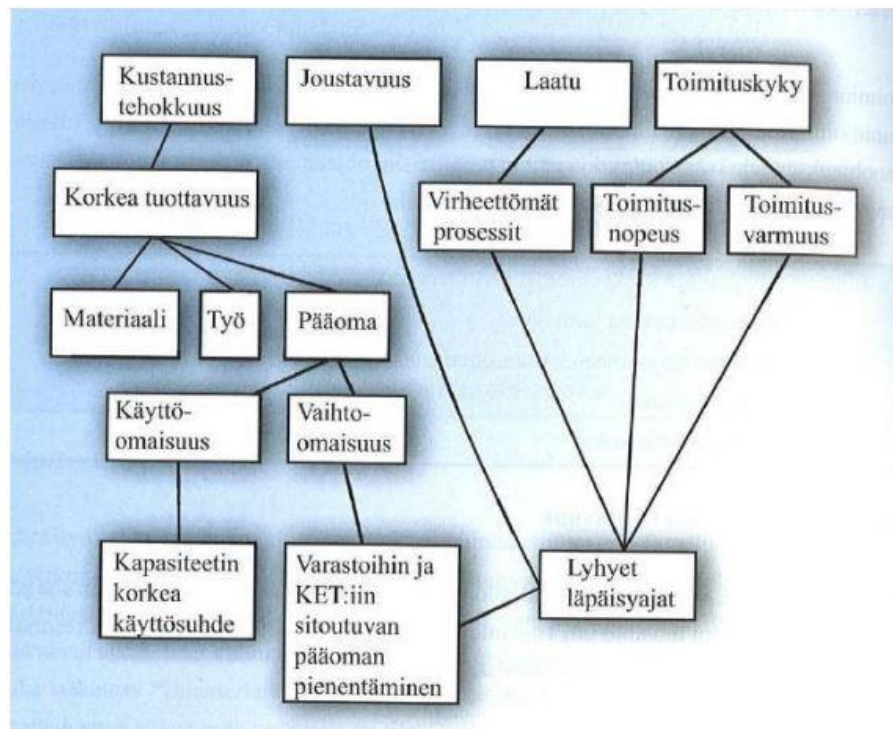 Kustannus-
tehokkuus
Joustavuus
Laatu
Toimituskyky
Korkea tuottavuus
Virheettömät
prosessit
Toimitus-
nopeus
Toimitus-
varmuus
Materiaali
Työ
Pääoma
Käyttö-
omaisuus
Vaihto-
omaisuus
Kapasiteetin
korkea
käyttösuhde
Varastoihin ja
KET:iin
sitoutuvan
pääoman
pienentäminen
Lyhyet
läpäisyajat